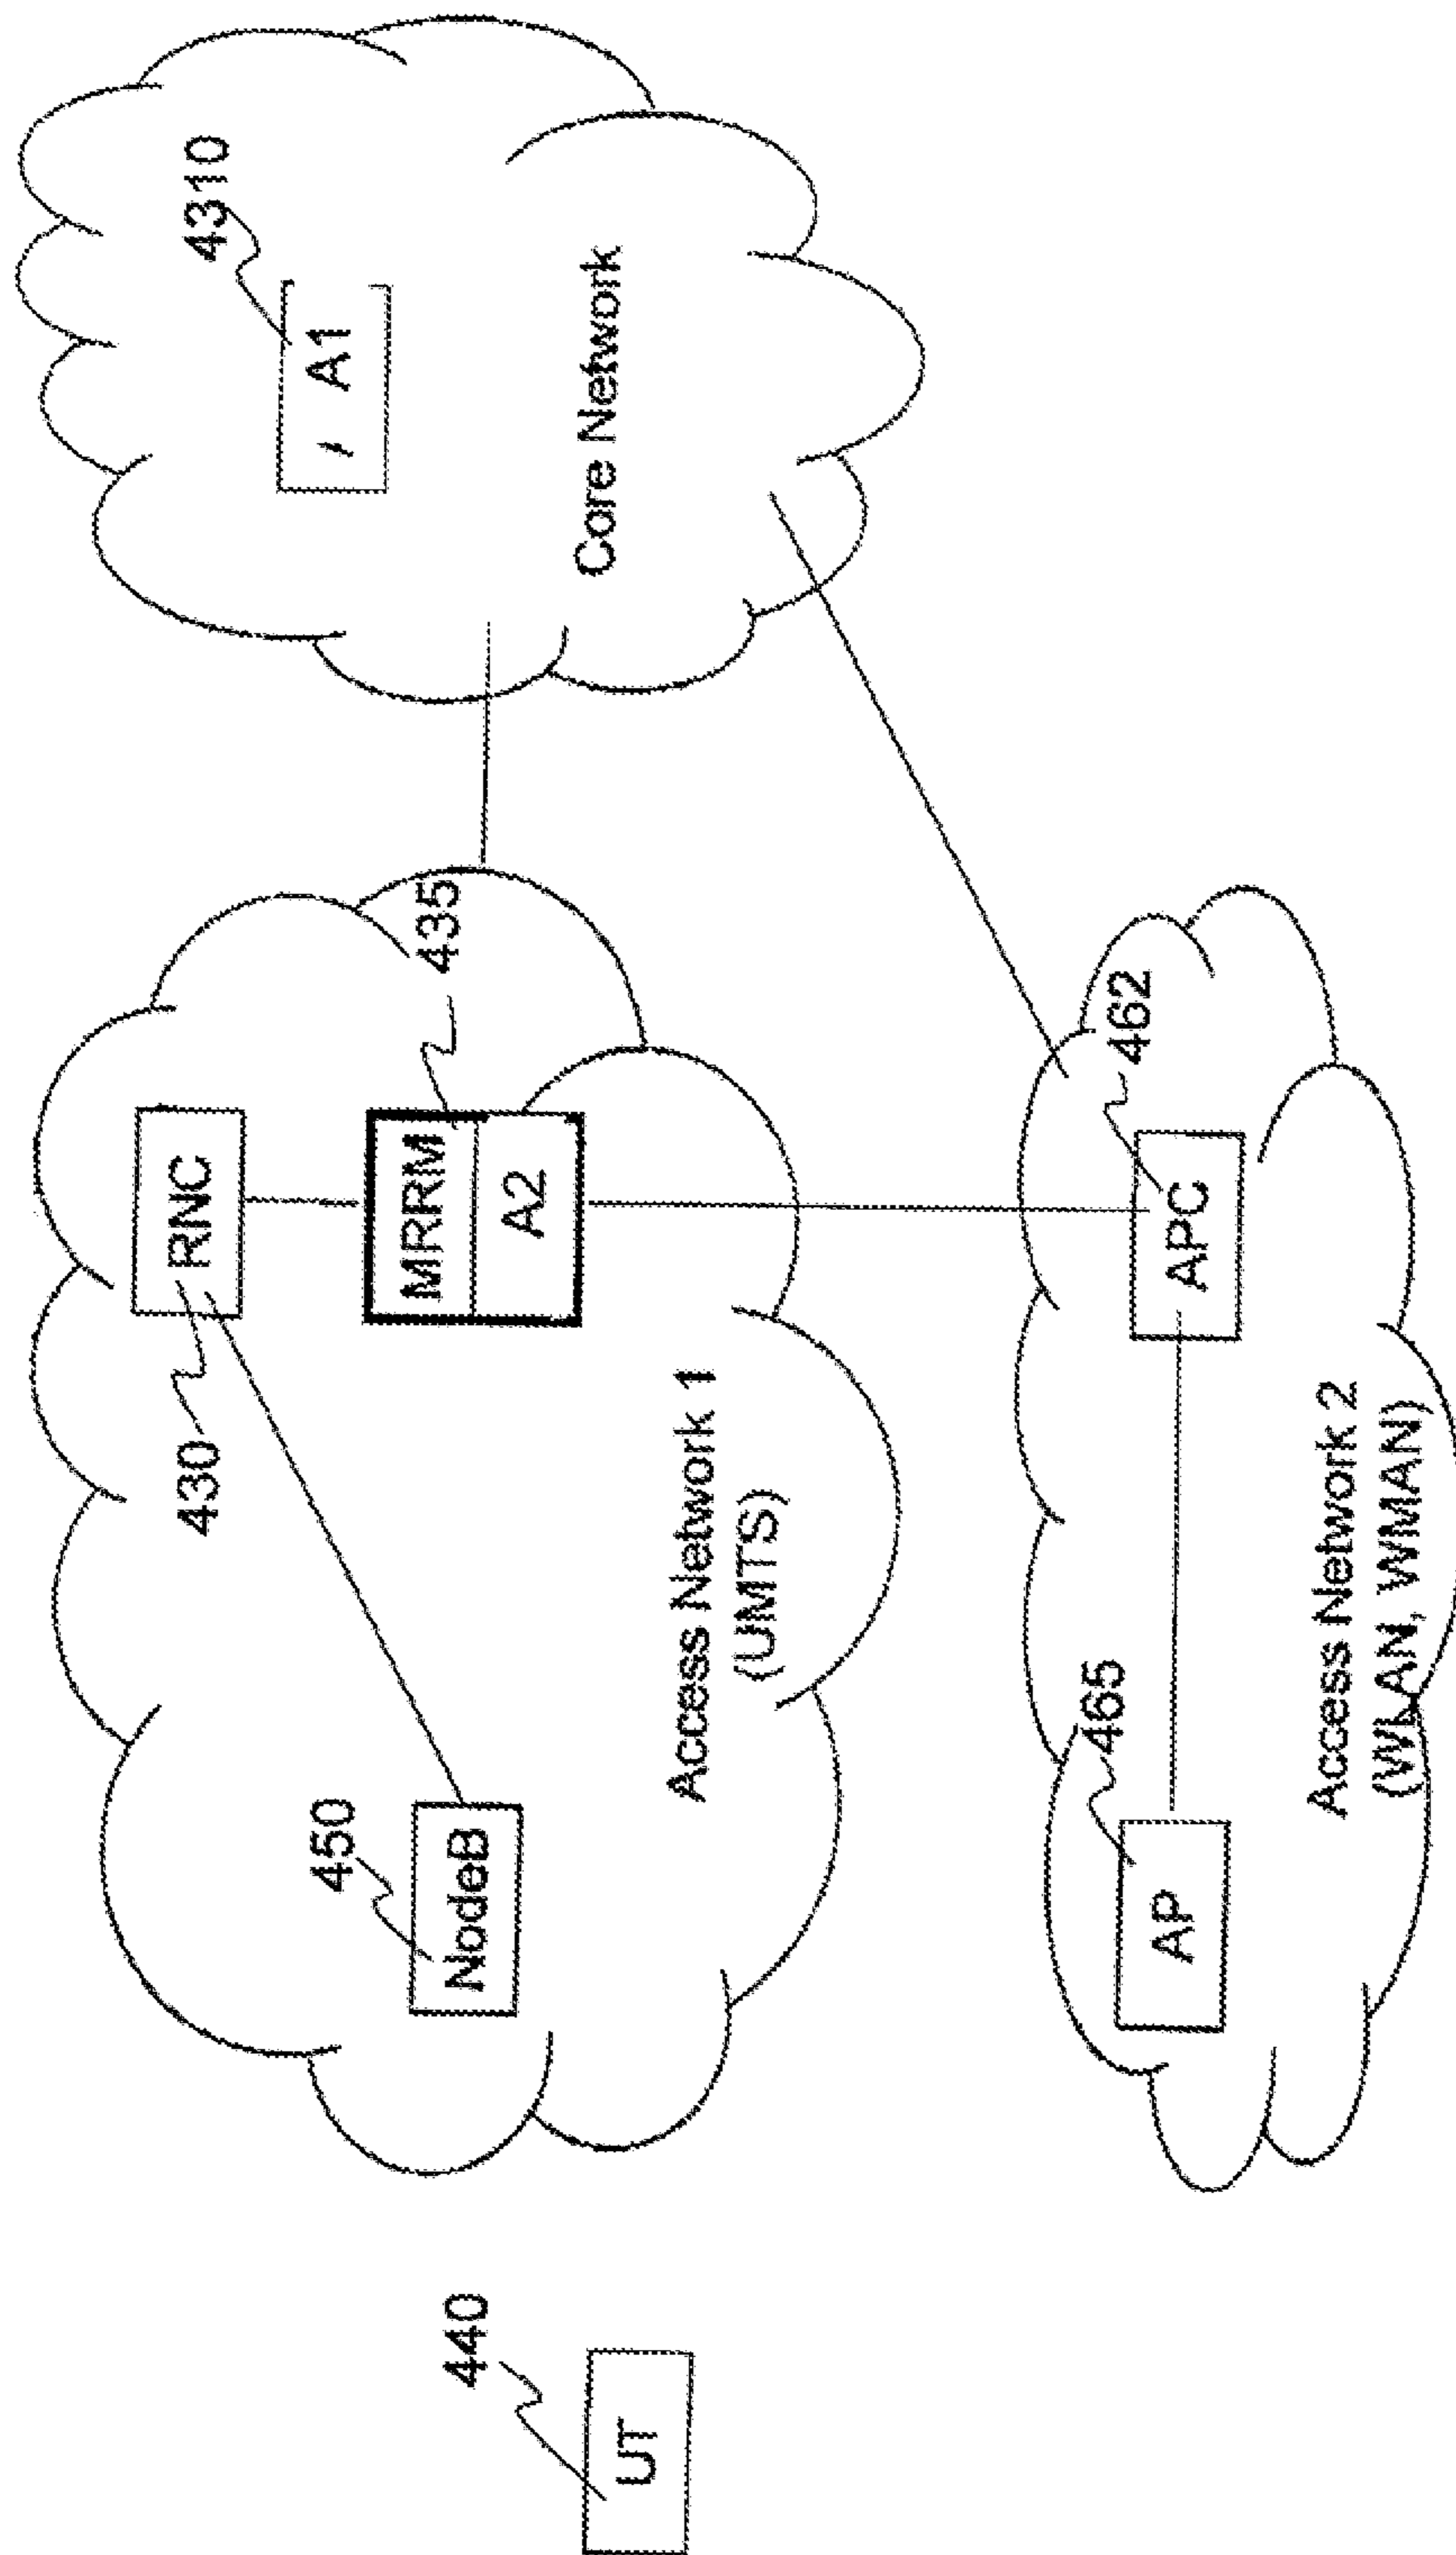 440
UT
450
NodeB
430
RNC
MRRM
A2
435
Access Network 1
(UMTS)
465
AP
462
APC
Access Network 2
(WLAN, WMAN)
4310
A1
Core Network